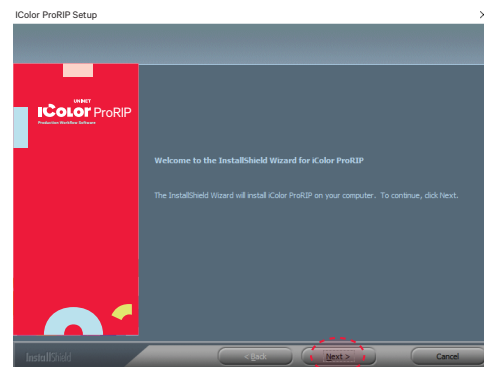 IColor ProRIP Setup
UNINET
IColor ProRIP
Production Workflow Software
Welcome to the InstallShield Wizard for iColor ProRIP
The InstallShield Wizard will install iColor ProRIP on your computer. To continue, click Next.
InstallShield
< Back
Next >
Cancel